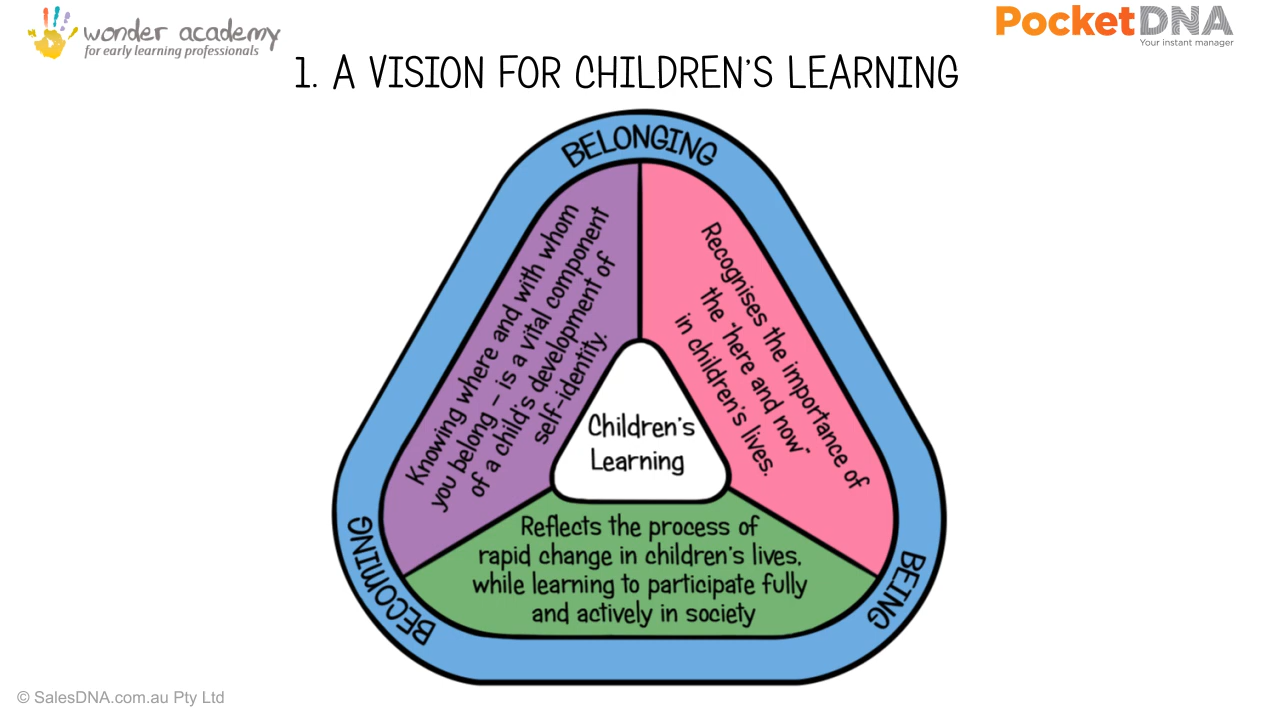 wonder academy
for early learning professionals
PocketDNA
Your instant manager
1. A VISION FOR CHILDREN'S LEARNING
BELONGING
Knowing where and with whom
you belong – is a vital component
of a child's development of
self-identity.
Recognises the importance of
the "here and now"
in children's lives.
Children's
Learning
Reflects the process of
rapid change in children's lives,
while learning to participate fully
and actively in society
BECOMING
BEING
© SalesDNA.com.au Pty Ltd